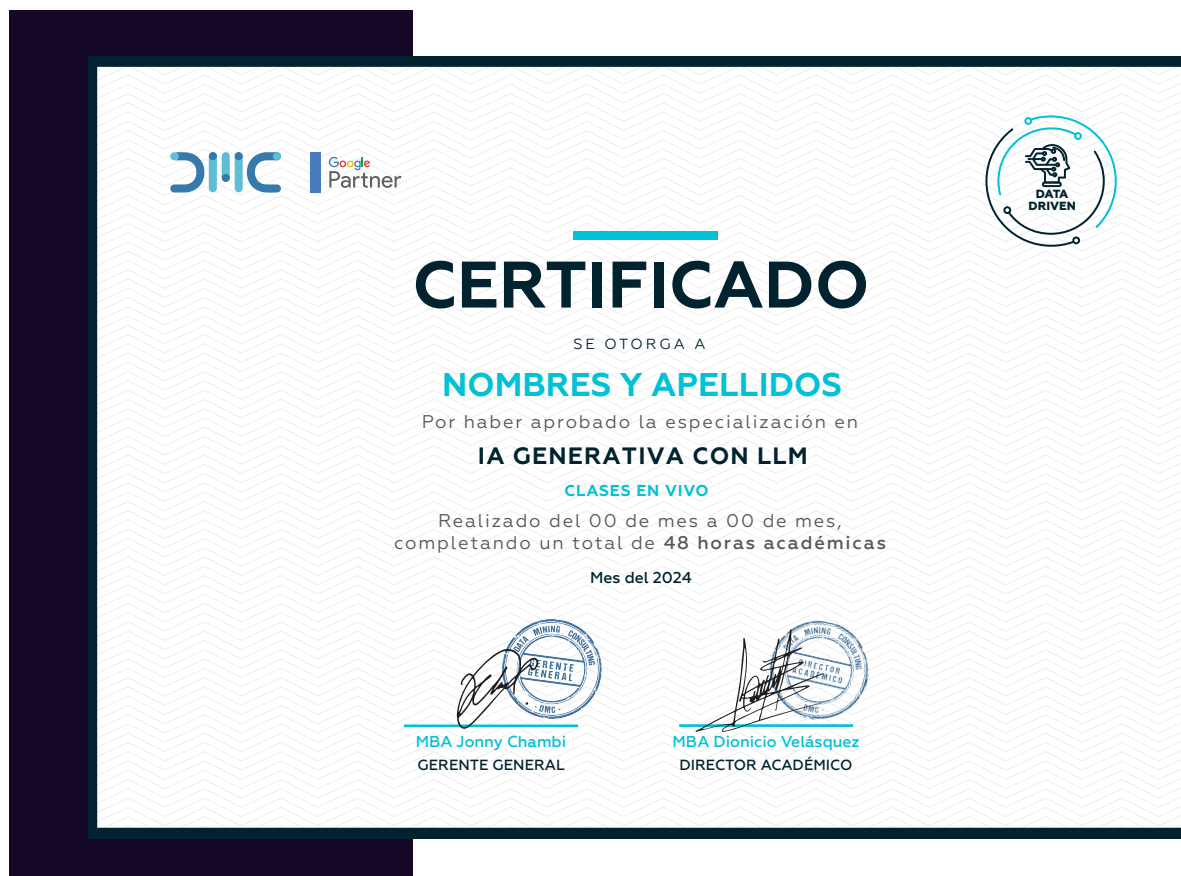 DMC
Google
Partner
DATA
DRIVEN
CERTIFICADO
SE OTORGA A
NOMBRES Y APELLIDOS
Por haber aprobado la especialización en
IA GENERATIVA CON LLM
CLASES EN VIVO
Realizado del 00 de mes a 00 de mes,
completando un total de 48 horas académicas
Mes del 2024
DATA MINING CONSULTING
GERENTE
GENERAL
· DMC ·
MBA Jonny Chambi
GERENTE GENERAL
DATA MINING CONSULTING
DIRECTOR
ACADÉMICO
· DMC ·
MBA Dionicio Velásquez
DIRECTOR ACADÉMICO